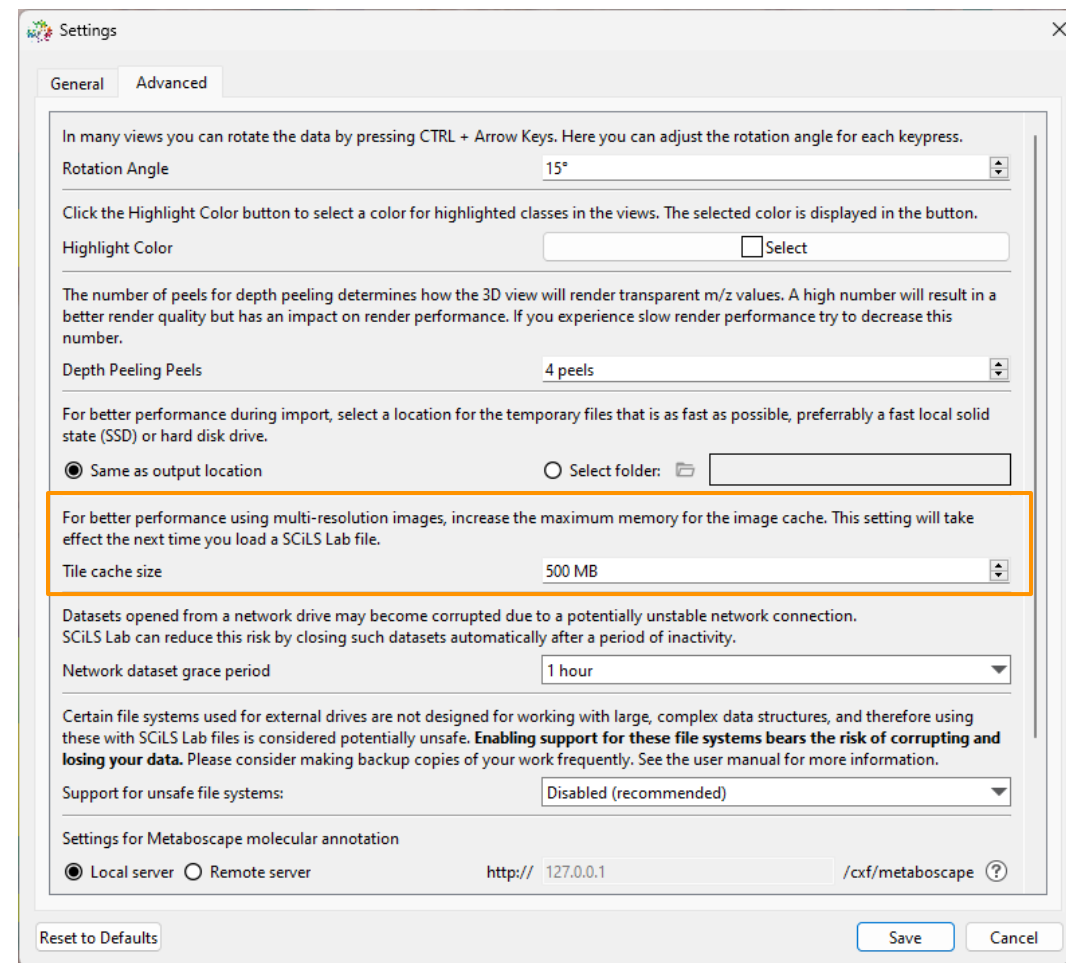 Settings
General
Advanced
In many views you can rotate the data by pressing CTRL + Arrow Keys. Here you can adjust the rotation angle for each keypress.
Rotation Angle
15°
Click the Highlight Color button to select a color for highlighted classes in the views. The selected color is displayed in the button.
Highlight Color
Select
The number of peels for depth peeling determines how the 3D view will render transparent m/z values. A high number will result in a
better render quality but has an impact on render performance. If you experience slow render performance try to decrease this
number.
Depth Peeling Peels
4 peels
For better performance during import, select a location for the temporary files that is as fast as possible, preferrably a fast local solid
state (SSD) or hard disk drive.
Same as output location
Select folder:
For better performance using multi-resolution images, increase the maximum memory for the image cache. This setting will take
effect the next time you load a SCiLS Lab file.
Tile cache size
500 MB
Datasets opened from a network drive may become corrupted due to a potentially unstable network connection.
SCiLS Lab can reduce this risk by closing such datasets automatically after a period of inactivity.
Network dataset grace period
1 hour
Certain file systems used for external drives are not designed for working with large, complex data structures, and therefore using
these with SCiLS Lab files is considered potentially unsafe. Enabling support for these file systems bears the risk of corrupting and
losing your data. Please consider making backup copies of your work frequently. See the user manual for more information.
Support for unsafe file systems:
Disabled (recommended)
Settings for Metaboscape molecular annotation
Local server
Remote server
http://
127.0.0.1
/cxf/metaboscape
?
Reset to Defaults
Save
Cancel